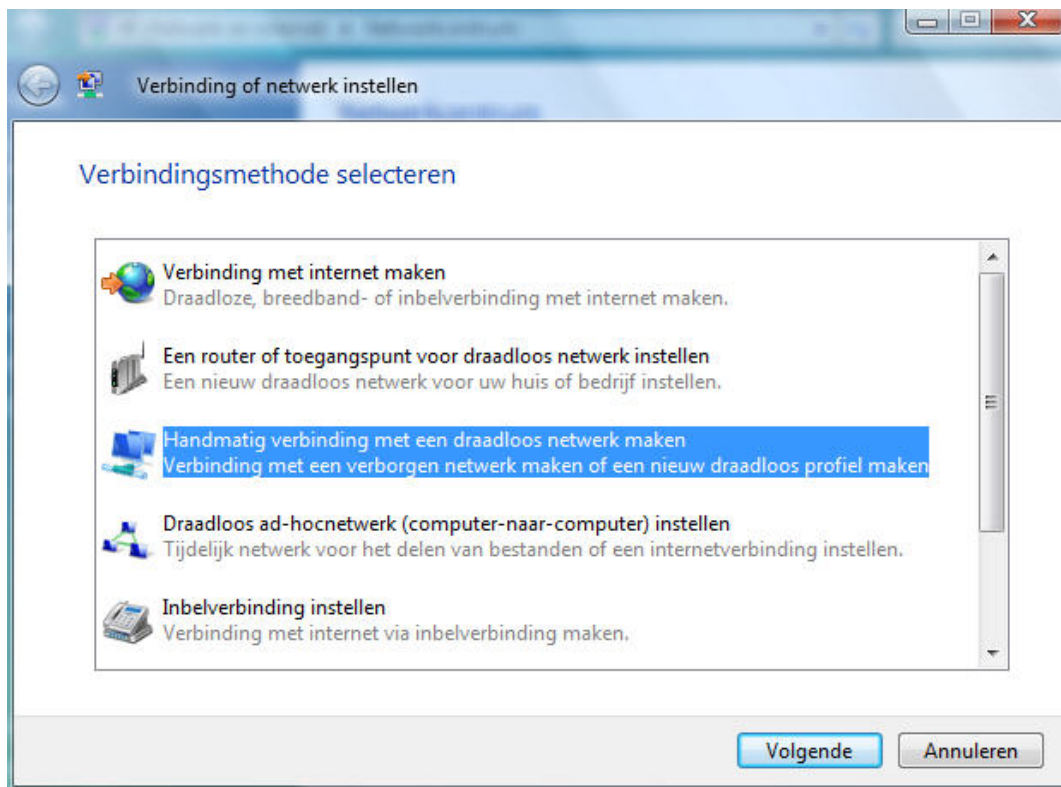 Verbinding of netwerk instellen
Verbindingsmethode selecteren
Verbinding met internet maken
Draadloze, breedband- of inbelverbinding met internet maken.
Een router of toegangspunt voor draadloos netwerk instellen
Een nieuw draadloos netwerk voor uw huis of bedrijf instellen.
Handmatig verbinding met een draadloos netwerk maken
Verbinding met een verborgen netwerk maken of een nieuw draadloos profiel maken
Draadloos ad-hocnetwerk (computer-naar-computer) instellen
Tijdelijk netwerk voor het delen van bestanden of een internetverbinding instellen.
Inbelverbinding instellen
Verbinding met internet via inbelverbinding maken.
Volgende
Annuleren